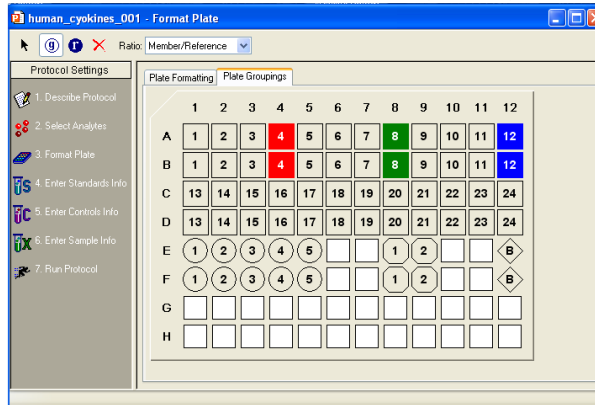 human_cyokines_001 - Format Plate
Ratio: Member/Reference
Protocol Settings
1. Describe Protocol
2. Select Analytes
3. Format Plate
4. Enter Standards Info
5. Enter Controls Info
6. Enter Sample Info
7. Run Protocol
Plate Formatting Plate Groupings
1 2 3 4 5 6 7 8 9 10 11 12
A 1 2 3 4 5 6 7 8 9 10 11 12
B 1 2 3 4 5 6 7 8 9 10 11 12
C 13 14 15 16 17 18 19 20 21 22 23 24
D 13 14 15 16 17 18 19 20 21 22 23 24
E 1 2 3 4 5 1 2 B
F 1 2 3 4 5 1 2 B
G
H